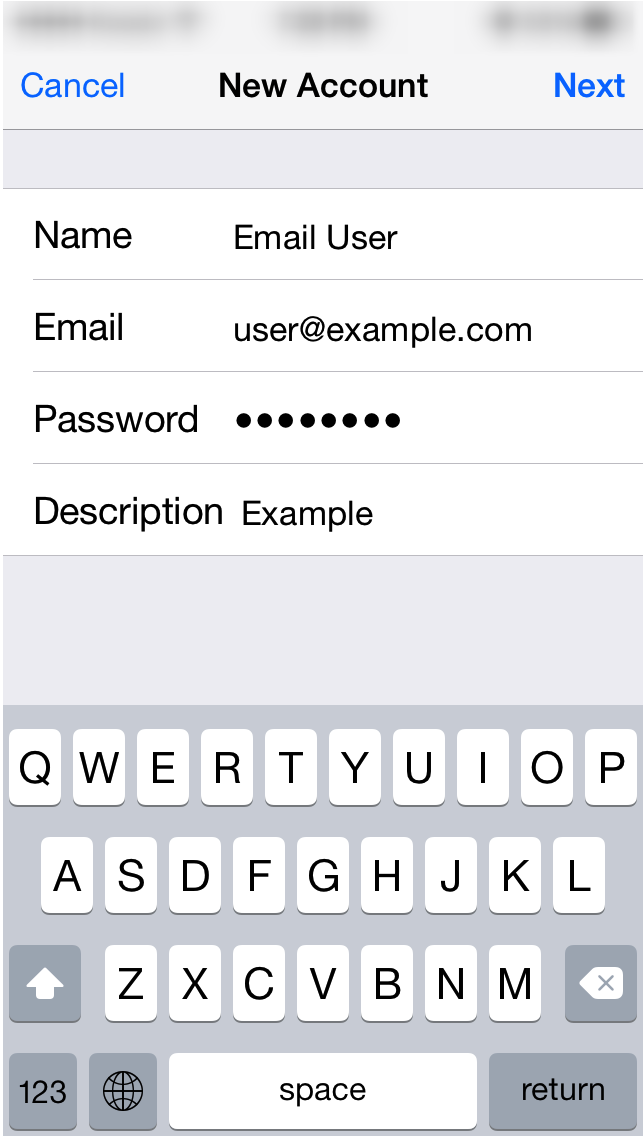 Cancel New Account Next
Name Email User
Email user@example.com
Password ●●●●●●●●
Description Example
Q W E R T Y U I O P
A S D F G H J K L
Z X C V B N M
123 space return